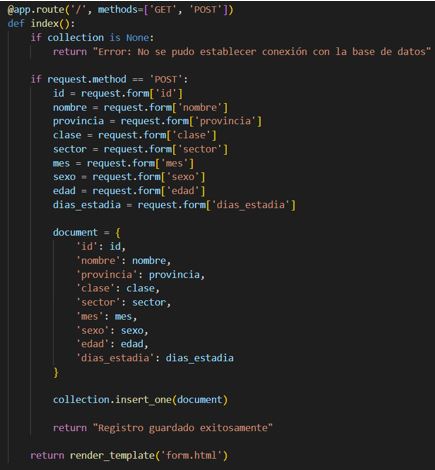 @app.route('/', methods=['GET', 'POST'])
def index():
    if collection is None:
        return "Error: No se pudo establecer conexión con la base de datos"

    if request.method == 'POST':
        id = request.form['id']
        nombre = request.form['nombre']
        provincia = request.form['provincia']
        clase = request.form['clase']
        sector = request.form['sector']
        mes = request.form['mes']
        sexo = request.form['sexo']
        edad = request.form['edad']
        dias_estadia = request.form['dias_estadia']

        document = {
            'id': id,
            'nombre': nombre,
            'provincia': provincia,
            'clase': clase,
            'sector': sector,
            'mes': mes,
            'sexo': sexo,
            'edad': edad,
            'dias_estadia': dias_estadia
        }

        collection.insert_one(document)

        return "Registro guardado exitosamente"

    return render_template('form.html')